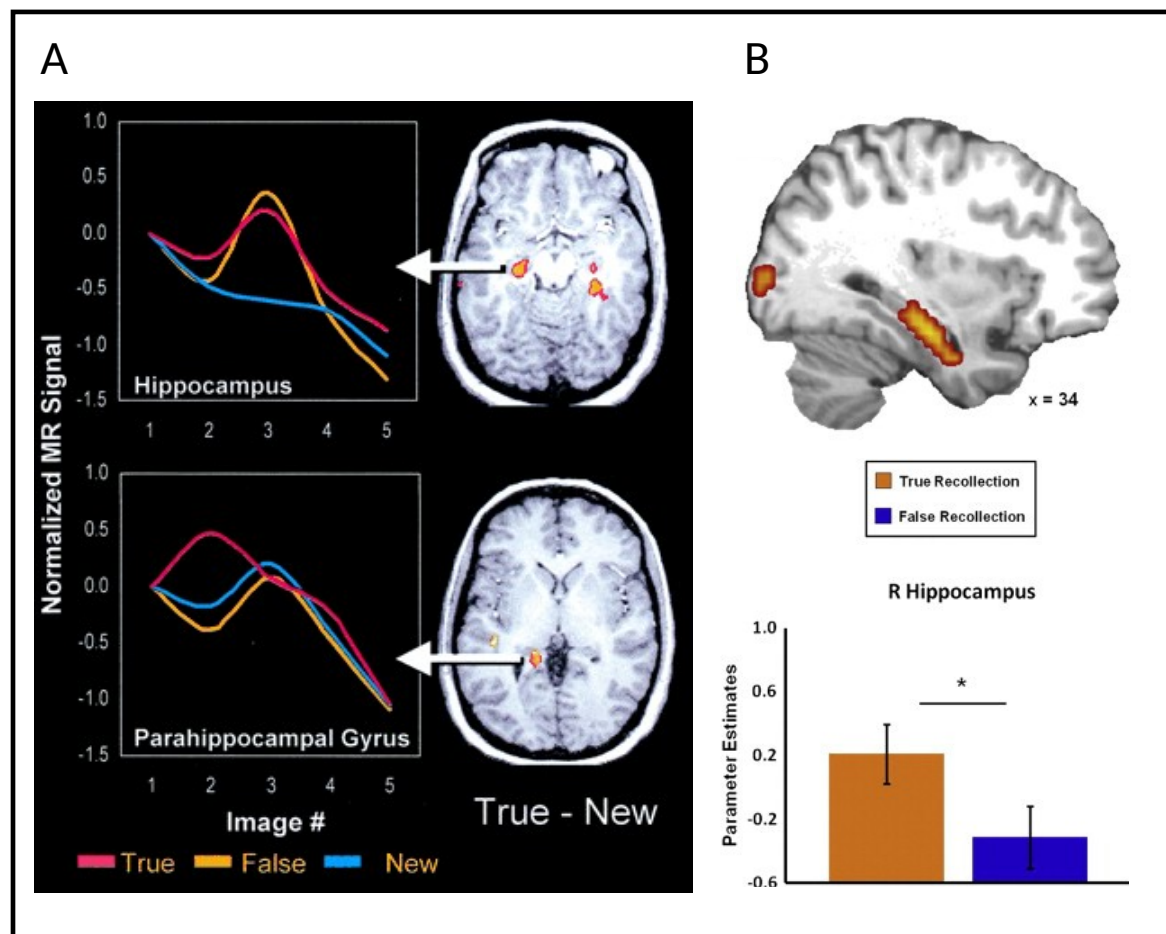 A
B
1.0
0.5
0.0
-0.5
-1.0
-1.5
Hippocampus
1 2 3 4 5
Normalized MR Signal
1.0
0.5
0.0
-0.5
-1.0
-1.5
Parahippocampal Gyrus
1 2 3 4 5
Image #
True - New
True False New
x = 34
True Recollection
False Recollection
R Hippocampus
Parameter Estimates
1.0
0.6
0.2
-0.2
-0.6
*